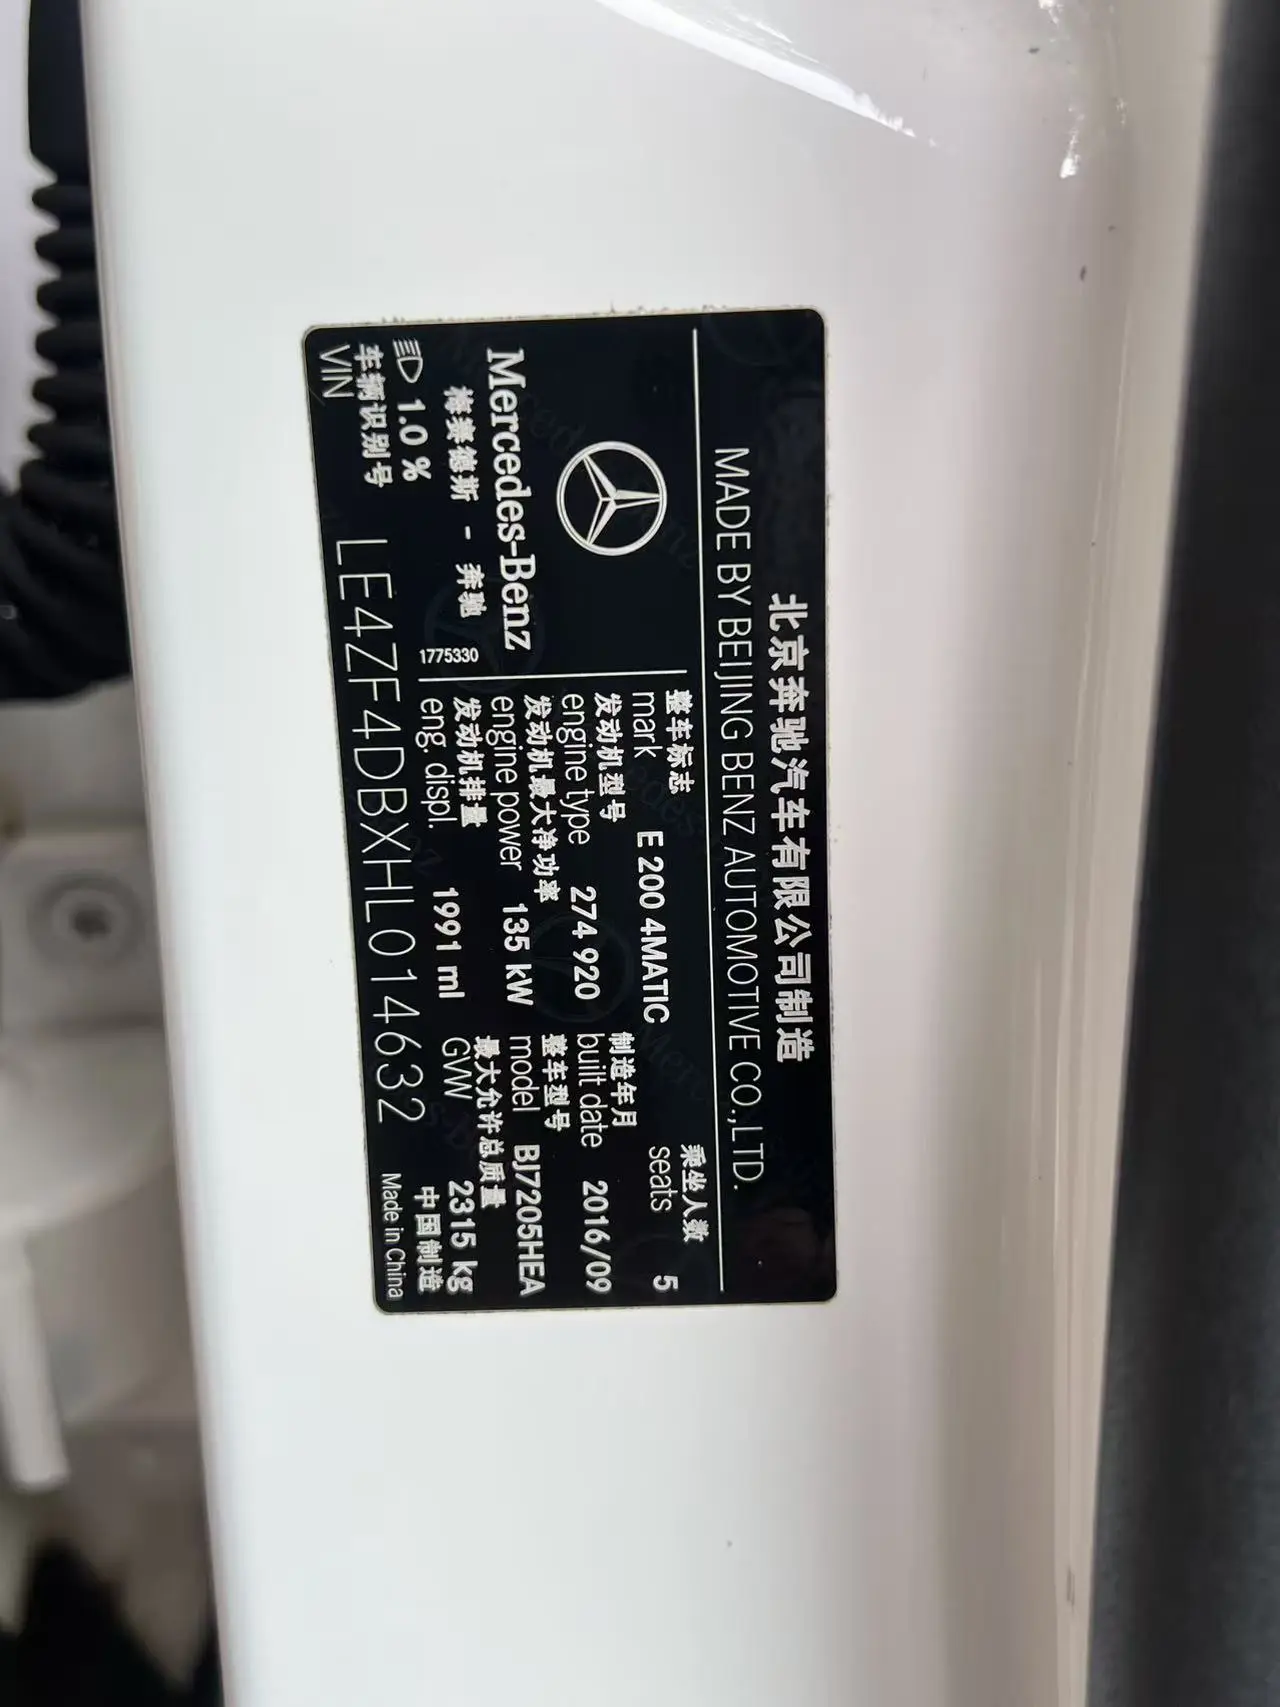 北京奔驰汽车有限公司制造
MADE BY BEIJING BENZ AUTOMOTIVE CO.,LTD.
Mercedes-Benz
梅赛德斯 - 奔驰
1775330
1.0 %
整车标志
mark E 200 4MATIC
乘坐人数
seats 5
发动机型号
engine type 274 920
制造年月
built date 2016/09
发动机最大净功率
engine power 135 kW
整车型号
model BJ7205HEA
发动机排量
eng. displ. 1991 ml
最大允许总质量
GVW 2315 kg
车辆识别号
VIN LE4ZF4DBXHL014632
中国制造
Made in China